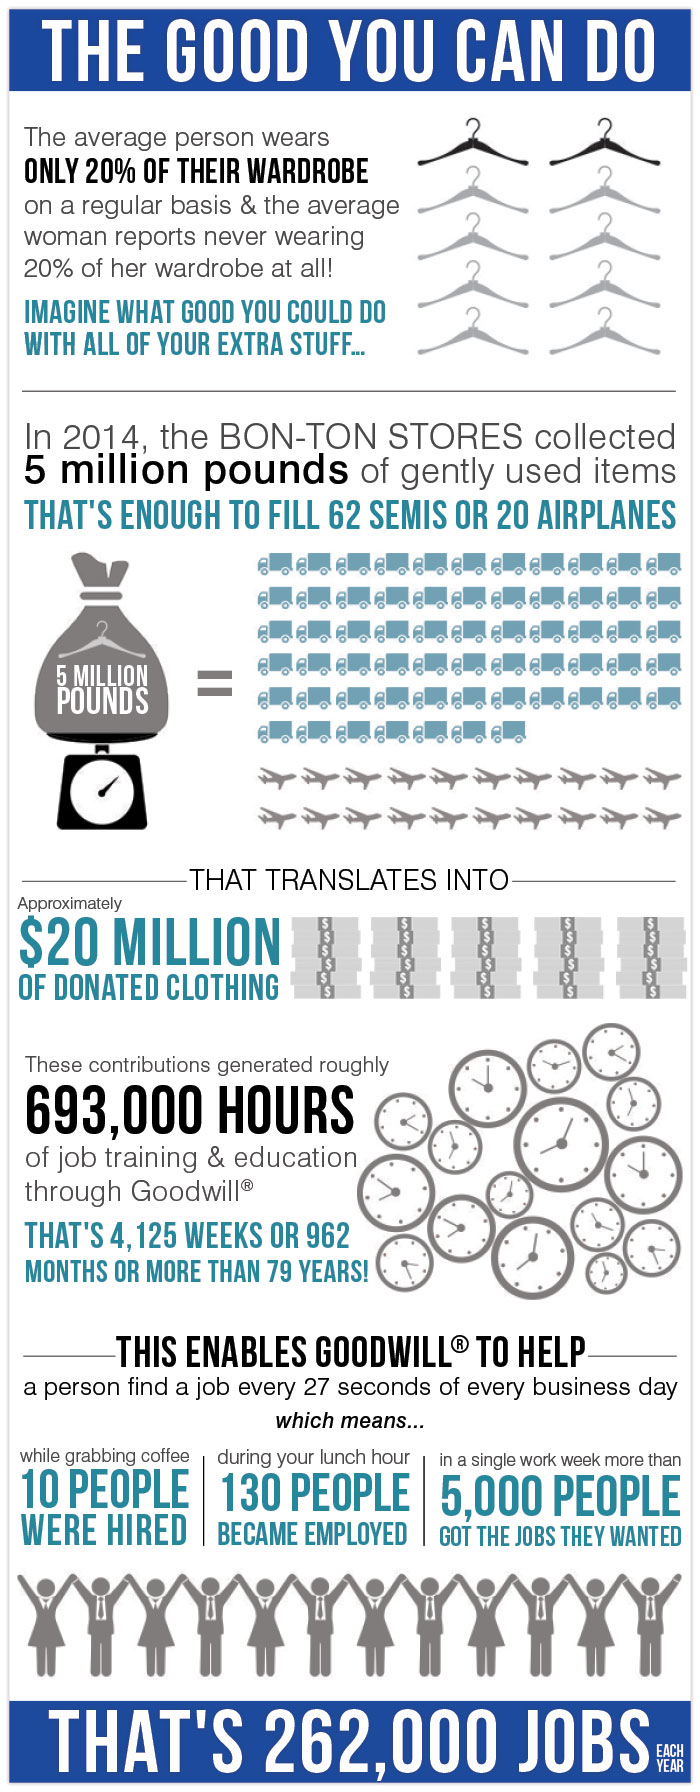 THE GOOD YOU CAN DO
The average person wears
ONLY 20% OF THEIR WARDROBE
on a regular basis & the average
woman reports never wearing
20% of her wardrobe at all!
IMAGINE WHAT GOOD YOU COULD DO
WITH ALL OF YOUR EXTRA STUFF...
In 2014, the BON-TON STORES collected
5 million pounds of gently used items
THAT'S ENOUGH TO FILL 62 SEMIS OR 20 AIRPLANES
5 MILLION
POUNDS
=
THAT TRANSLATES INTO
Approximately
$20 MILLION
OF DONATED CLOTHING
These contributions generated roughly
693,000 HOURS
of job training & education
through Goodwill®
THAT'S 4,125 WEEKS OR 962
MONTHS OR MORE THAN 79 YEARS!
THIS ENABLES GOODWILL® TO HELP
a person find a job every 27 seconds of every business day
which means...
while grabbing coffee
10 PEOPLE
WERE HIRED
during your lunch hour
130 PEOPLE
BECAME EMPLOYED
in a single work week more than
5,000 PEOPLE
GOT THE JOBS THEY WANTED
THAT'S 262,000 JOBS EACH
YEAR